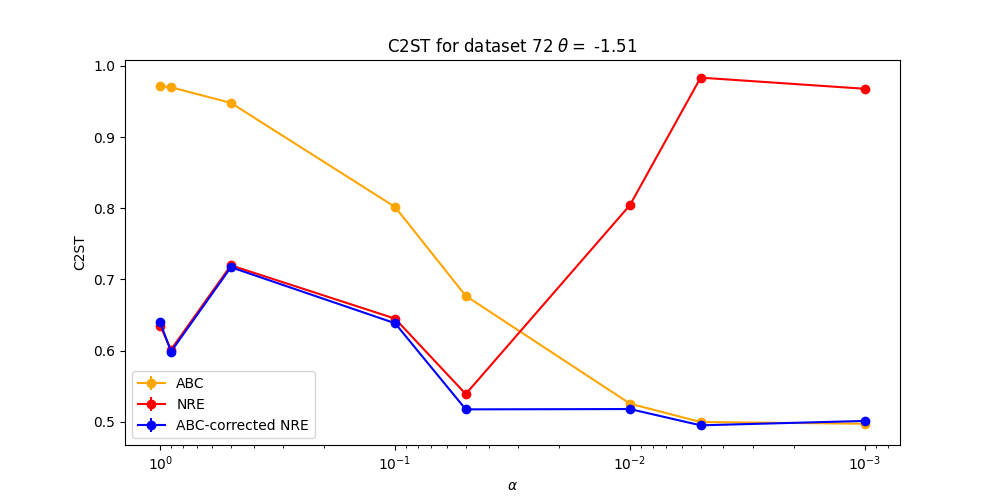 C2ST for dataset 72 θ = -1.51
C2ST
1.0
0.9
0.8
0.7
0.6
0.5
ABC
NRE
ABC-corrected NRE
10⁰
10⁻¹
10⁻²
10⁻³
α